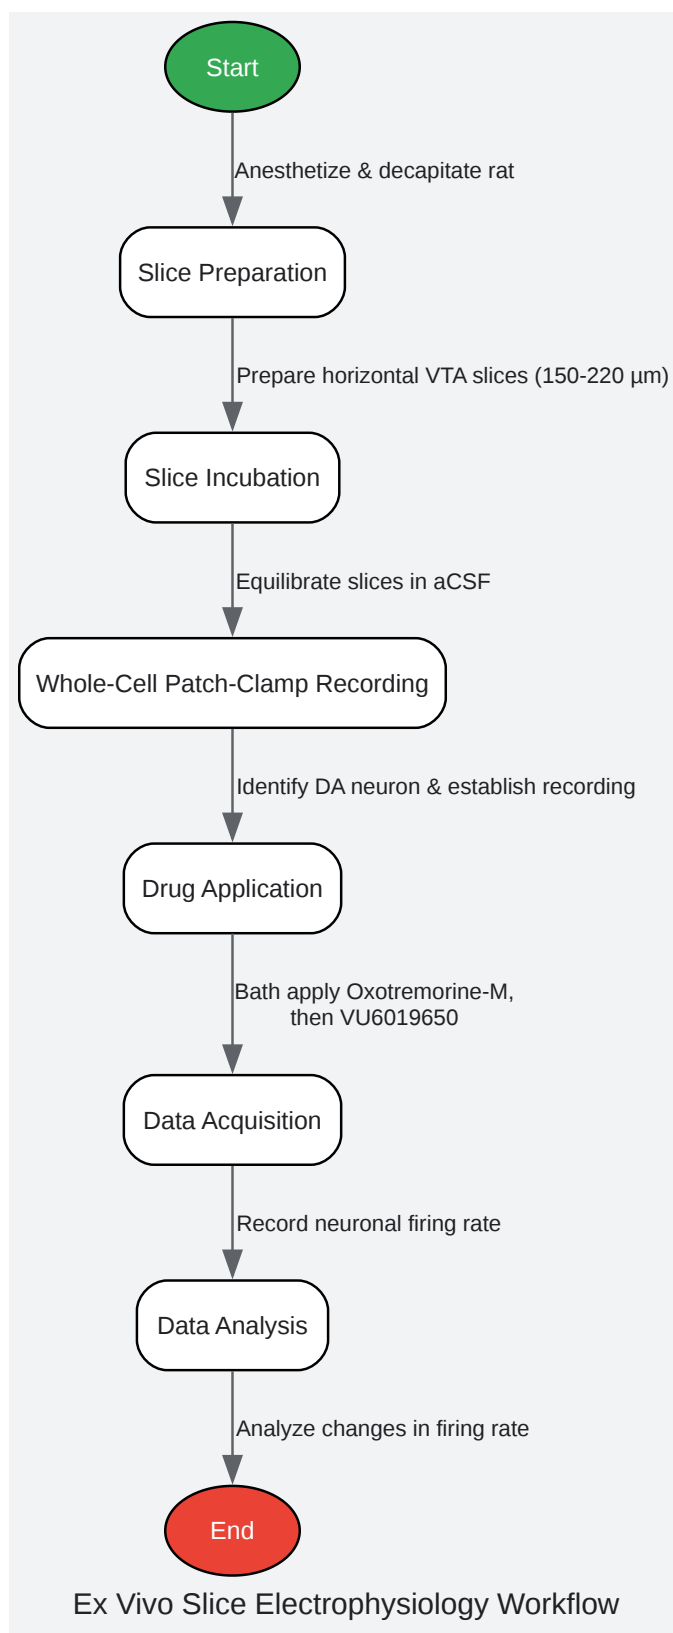 Start
Anesthetize & decapitate rat
Slice Preparation
Prepare horizontal VTA slices (150-220 µm)
Slice Incubation
Equilibrate slices in aCSF
Whole-Cell Patch-Clamp Recording
Identify DA neuron & establish recording
Drug Application
Bath apply Oxotremorine-M,
then VU6019650
Data Acquisition
Record neuronal firing rate
Data Analysis
Analyze changes in firing rate
End
Ex Vivo Slice Electrophysiology Workflow